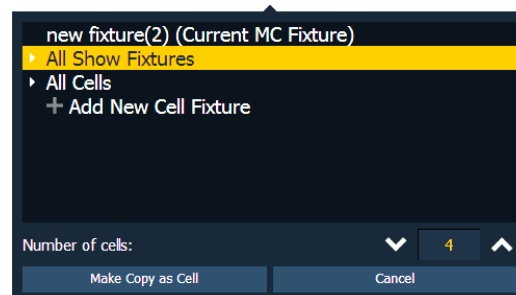 new fixture(2) (Current MC Fixture)
All Show Fixtures
All Cells
Add New Cell Fixture
Number of cells: 4
Make Copy as Cell Cancel